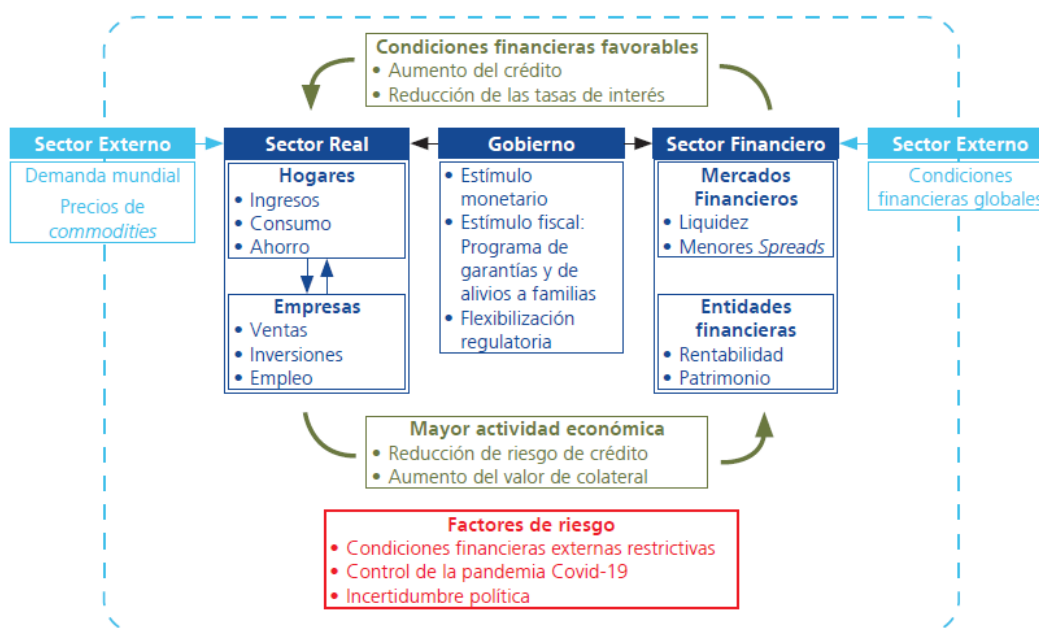 Condiciones financieras favorables
• Aumento del crédito
• Reducción de las tasas de interés
Sector Externo
Demanda mundial
Precios de
commodities
Sector Real
Hogares
• Ingresos
• Consumo
• Ahorro
Empresas
• Ventas
• Inversiones
• Empleo
Gobierno
• Estímulo
monetario
• Estímulo fiscal:
Programa de
garantías y de
alivios a familias
• Flexibilización
regulatoria
Sector Financiero
Mercados
Financieros
• Liquidez
• Menores Spreads
Entidades
financieras
• Rentabilidad
• Patrimonio
Sector Externo
Condiciones
financieras globales
Mayor actividad económica
• Reducción de riesgo de crédito
• Aumento del valor de colateral
Factores de riesgo
• Condiciones financieras externas restrictivas
• Control de la pandemia Covid-19
• Incertidumbre política